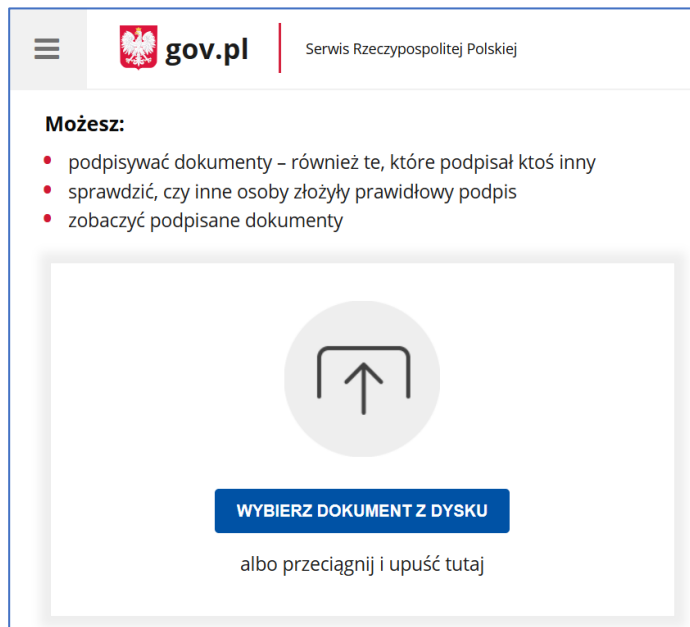 gov.pl
Serwis Rzeczypospolitej Polskiej
Możesz:
podpisywać dokumenty – również te, które podpisał ktoś inny
sprawdzić, czy inne osoby złożyły prawidłowy podpis
zobaczyć podpisane dokumenty
WYBIERZ DOKUMENT Z DYSKU
albo przeciągnij i upuść tutaj